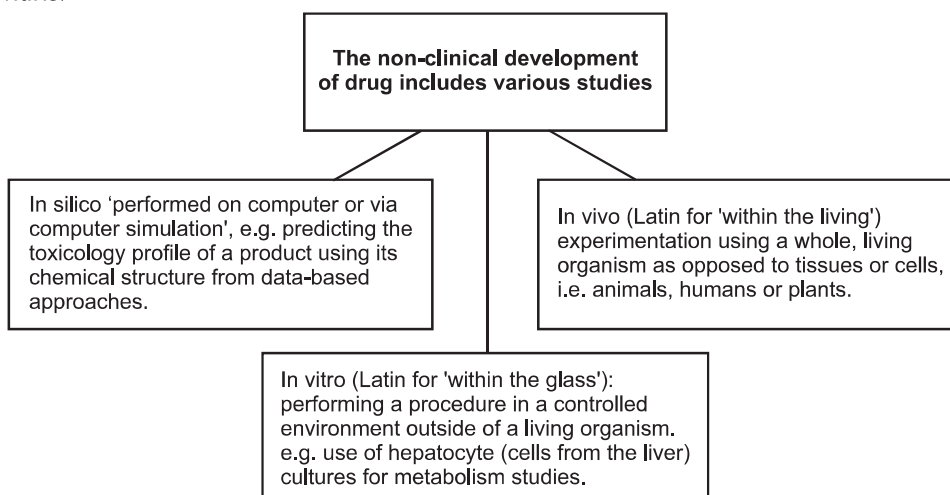 The non-clinical development
of drug includes various studies
In silico ‘performed on computer or via
computer simulation', e.g. predicting the
toxicology profile of a product using its
chemical structure from data-based
approaches.
In vivo (Latin for 'within the living')
experimentation using a whole, living
organism as opposed to tissues or cells,
i.e. animals, humans or plants.
In vitro (Latin for 'within the glass'):
performing a procedure in a controlled
environment outside of a living organism.
e.g. use of hepatocyte (cells from the liver)
cultures for metabolism studies.